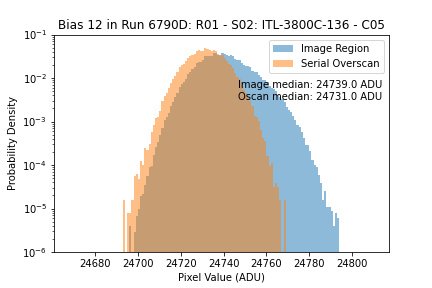 Bias 12 in Run 6790D: R01 - S02: ITL-3800C-136 - C05
Image Region
Serial Overscan
Image median: 24739.0 ADU
Oscan median: 24731.0 ADU
Probability Density
10⁻¹
10⁻²
10⁻³
10⁻⁴
10⁻⁵
10⁻⁶
24680 24700 24720 24740 24760 24780 24800
Pixel Value (ADU)